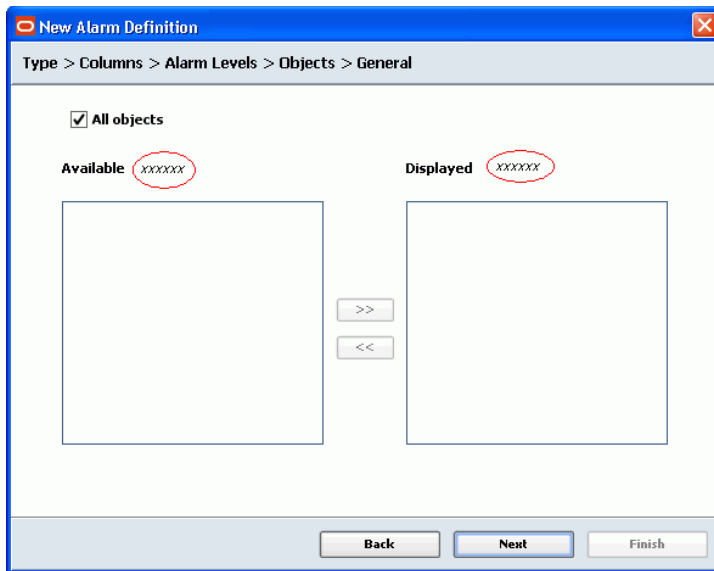 New Alarm Definition
Type > Columns > Alarm Levels > Objects > General
All objects
Available xxxxxx
Displayed xxxxxx
>>
<<
Back Next Finish